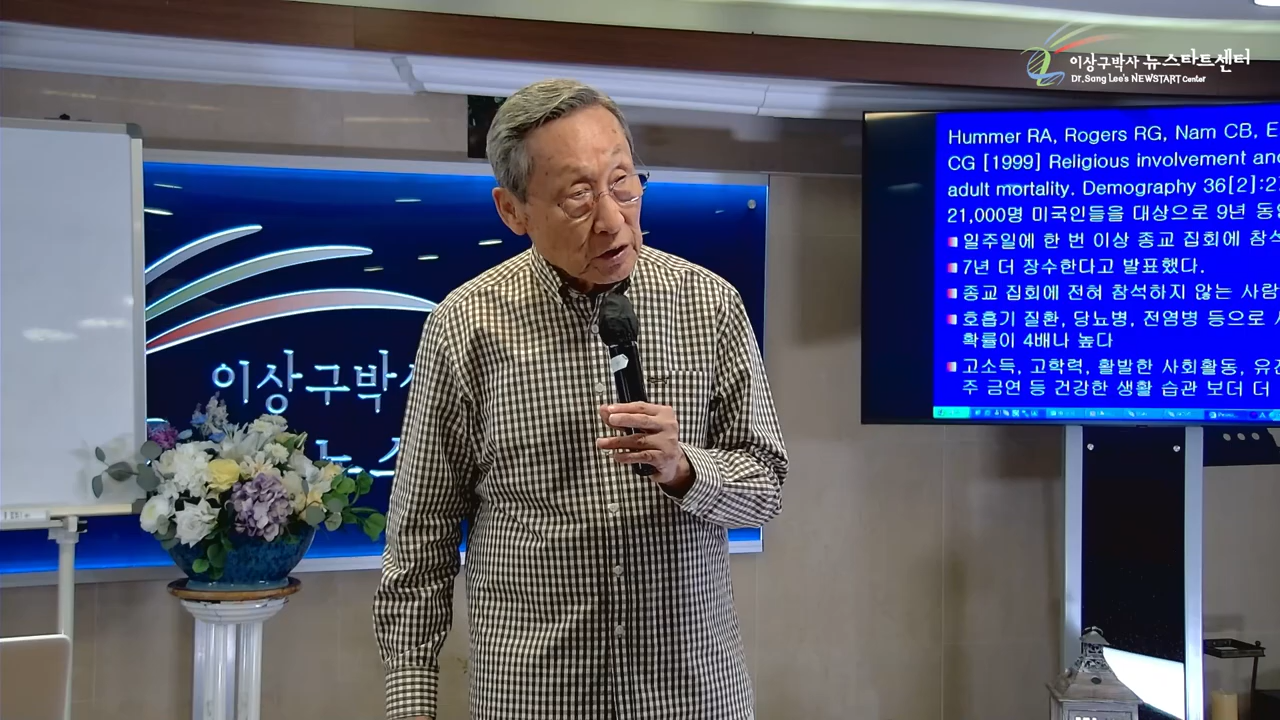 이상구박사 뉴스타트센터
Dr. Sang Lee's NEWSTART Center
Hummer RA, Rogers RG, Nam CB, E
CG [1999] Religious involvement and
adult mortality. Demography 36[2]:2
21,000명 미국인들을 대상으로 9년 동
일주일에 한 번 이상 종교 집회에 참석
7년 더 장수한다고 발표했다.
종교 집회에 전혀 참석하지 않는 사람
호흡기 질환, 당뇨병, 전염병 등으로
확률이 4배나 높다
고소득, 고학력, 활발한 사회활동, 유
주 금연 등 건강한 생활 습관 보더 더
이상구박사
뉴스